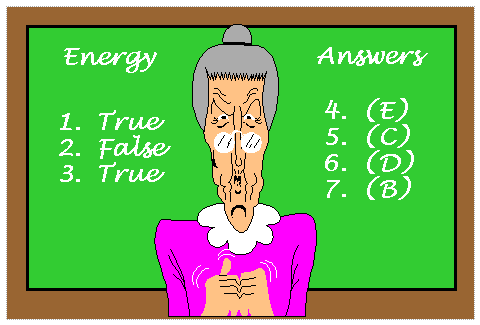 Energy Answers
1. True
2. False
3. True
4. (E)
5. (C)
6. (D)
7. (B)